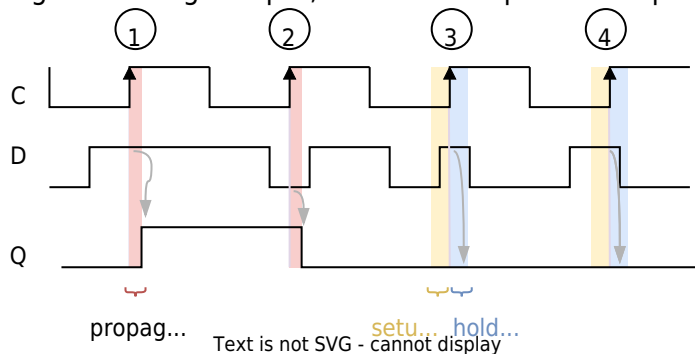 1 2 3 4
C
D
Q
propag... setu... hold...
Text is not SVG - cannot display